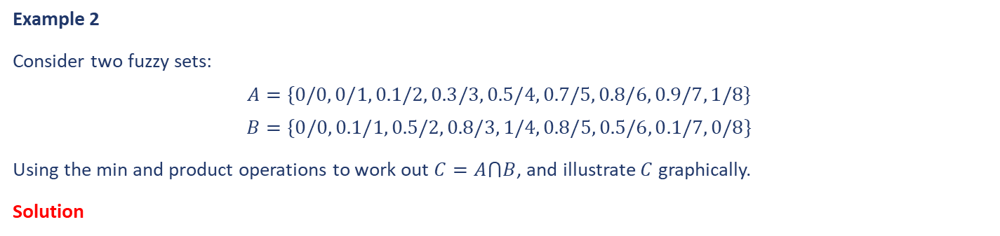 Example 2
Consider two fuzzy sets:
A = {0/0, 0/1, 0.1/2, 0.3/3, 0.5/4, 0.7/5, 0.8/6, 0.9/7, 1/8}
B = {0/0, 0.1/1, 0.5/2, 0.8/3, 1/4, 0.8/5, 0.5/6, 0.1/7, 0/8}
Using the min and product operations to work out C = A⋂B, and illustrate C graphically.
Solution